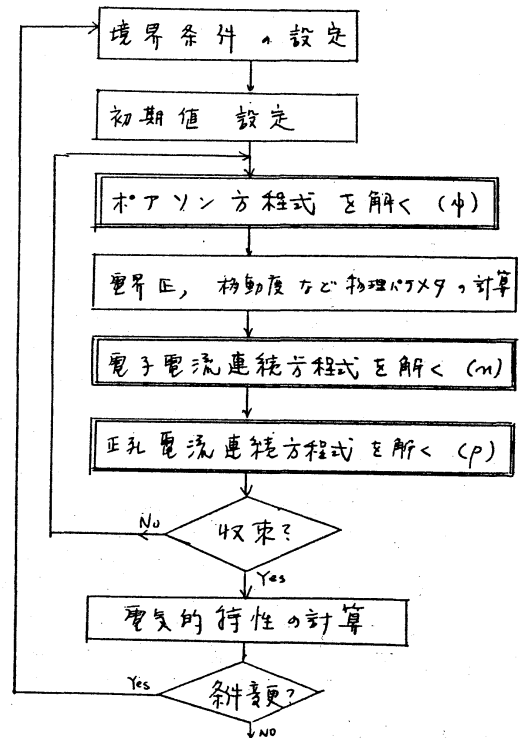 境界条件の設定
初期値 設定
ポアソン方程式を解く (ψ)
電界E, 移動度など物理パラメタの計算
電子電流連続方程式を解く (n)
正孔電流連続方程式を解く (p)
収束?
No
Yes
電気的特性の計算
条件変更?
Yes
NO